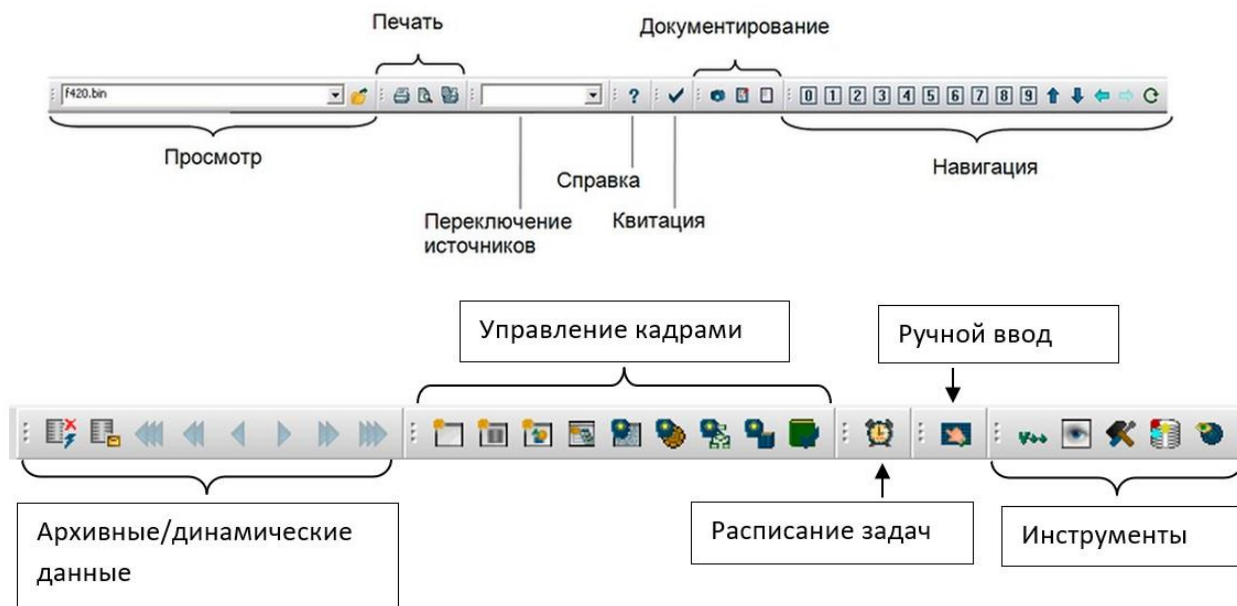 Печать
Документирование
f420.bin
? 0 1 2 3 4 5 6 7 8 9
Просмотр
Навигация
Справка
Переключение
источников
Квитация
Управление кадрами
Ручной ввод
Архивные/динамические
данные
Расписание задач
Инструменты